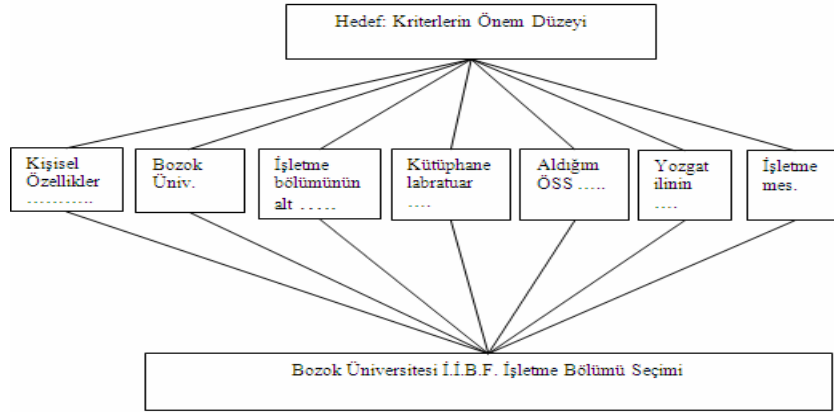 Hedef: Kriterlerin Önem Düzeyi
Kişisel
Özellikler
………..
Bozok
Üniv.
İşletme
bölümünün
alt …..
Kütüphane
labratuar
….
Aldığım
ÖSS …..
Yozgat
ilinin
….
İşletme
mes.
Bozok Üniversitesi İ.İ.B.F. İşletme Bölümü Seçimi